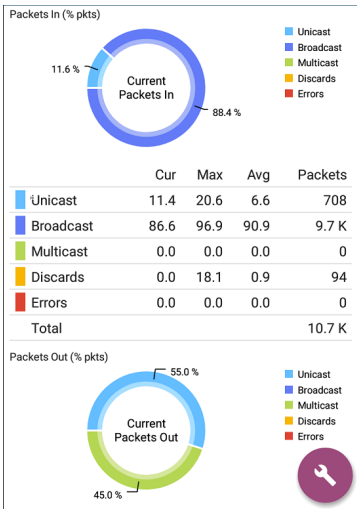 Packets In (% pkts)
Unicast
Broadcast
Multicast
Discards
Errors
11.6 %
Current
Packets In
88.4 %
Cur Max Avg Packets
Unicast 11.4 20.6 6.6 708
Broadcast 86.6 96.9 90.9 9.7 K
Multicast 0.0 0.0 0.0 0
Discards 0.0 18.1 0.9 94
Errors 0.0 0.0 0.0 0
Total 10.7 K
Packets Out (% pkts)
55.0 %
Unicast
Broadcast
Multicast
Discards
Errors
Current
Packets Out
45.0 %